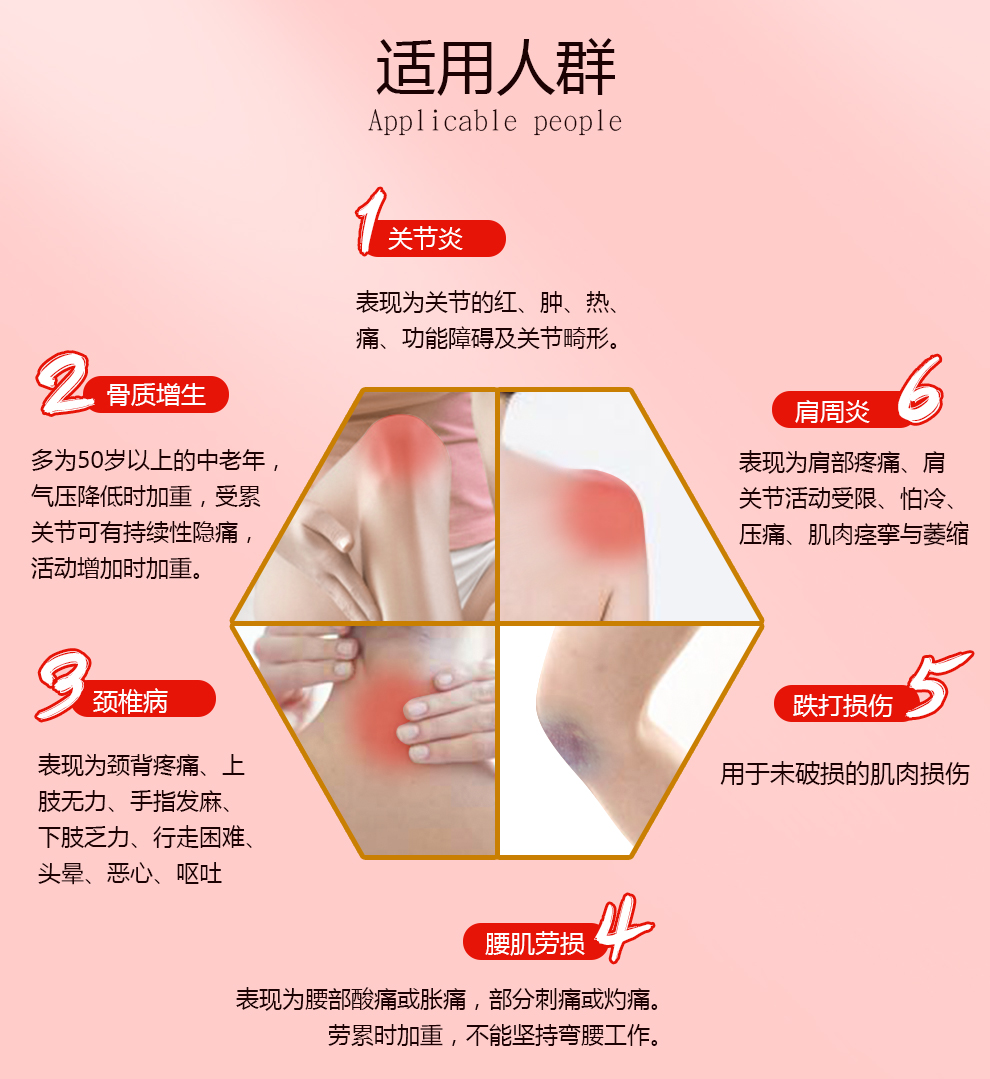 适用人群
Applicable people
1
关节炎
表现为关节的红、肿、热、
痛、功能障碍及关节畸形。
2
骨质增生
多为50岁以上的中老年，
气压降低时加重，受累
关节可有持续性隐痛，
活动增加时加重。
3
颈椎病
表现为颈背疼痛、上
肢无力、手指发麻、
下肢乏力、行走困难、
头晕、恶心、呕吐
腰肌劳损
4
表现为腰部酸痛或胀痛，部分刺痛或灼痛。
劳累时加重，不能坚持弯腰工作。
跌打损伤
5
用于未破损的肌肉损伤
肩周炎
6
表现为肩部疼痛、肩
关节活动受限、怕冷、
压痛、肌肉痉挛与萎缩